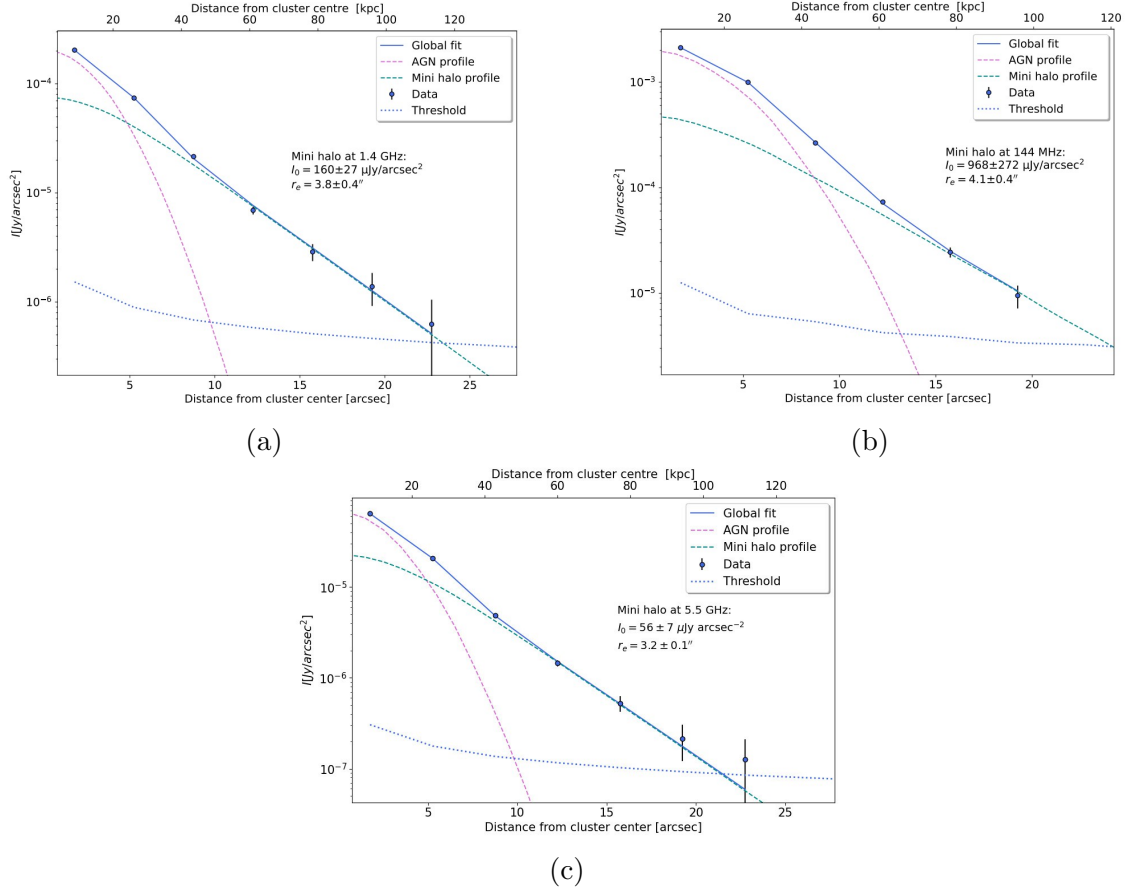 Distance from cluster centre [kpc]
20 40 60 80 100 120
Global fit
AGN profile
Mini halo profile
Data
Threshold
Mini halo at 1.4 GHz:
I₀ = 160±27 μJy/arcsec²
rₑ = 3.8±0.4″
I[Jy/arcsec²]
10⁻⁴
10⁻⁵
10⁻⁶
5 10 15 20 25
Distance from cluster center [arcsec]
(a)
Distance from cluster centre [kpc]
20 40 60 80 100 120
Global fit
AGN profile
Mini halo profile
Data
Threshold
Mini halo at 144 MHz:
I₀ = 968±272 μJy/arcsec²
rₑ = 4.1±0.4″
I[Jy/arcsec²]
10⁻³
10⁻⁴
10⁻⁵
5 10 15 20
Distance from cluster center [arcsec]
(b)
Distance from cluster centre [kpc]
20 40 60 80 100 120
Global fit
AGN profile
Mini halo profile
Data
Threshold
Mini halo at 5.5 GHz:
I₀ = 56 ± 7 μJy arcsec⁻²
rₑ = 3.2 ± 0.1″
I[Jy/arcsec²]
10⁻⁵
10⁻⁶
10⁻⁷
5 10 15 20 25
Distance from cluster center [arcsec]
(c)